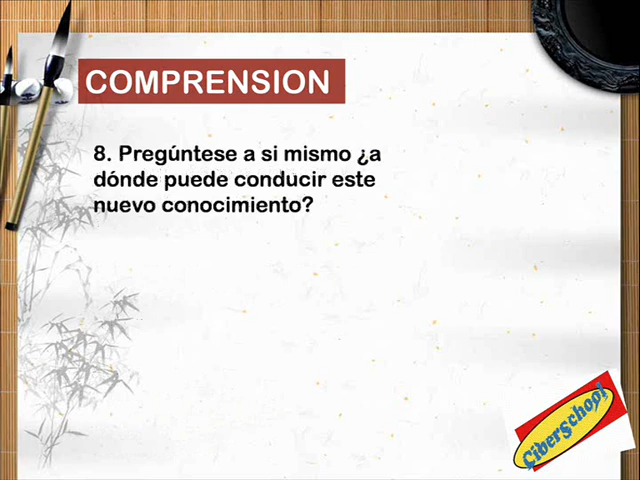 COMPRENSION
8. Pregúntese a si mismo ¿a
dónde puede conducir este
nuevo conocimiento?
CiberSchool